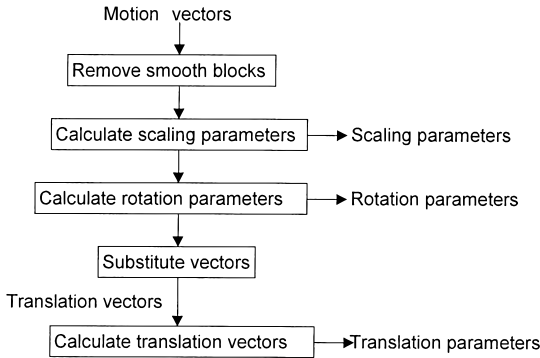 Motion vectors
Remove smooth blocks
Calculate scaling parameters
Scaling parameters
Calculate rotation parameters
Rotation parameters
Substitute vectors
Translation vectors
Calculate translation vectors
Translation parameters